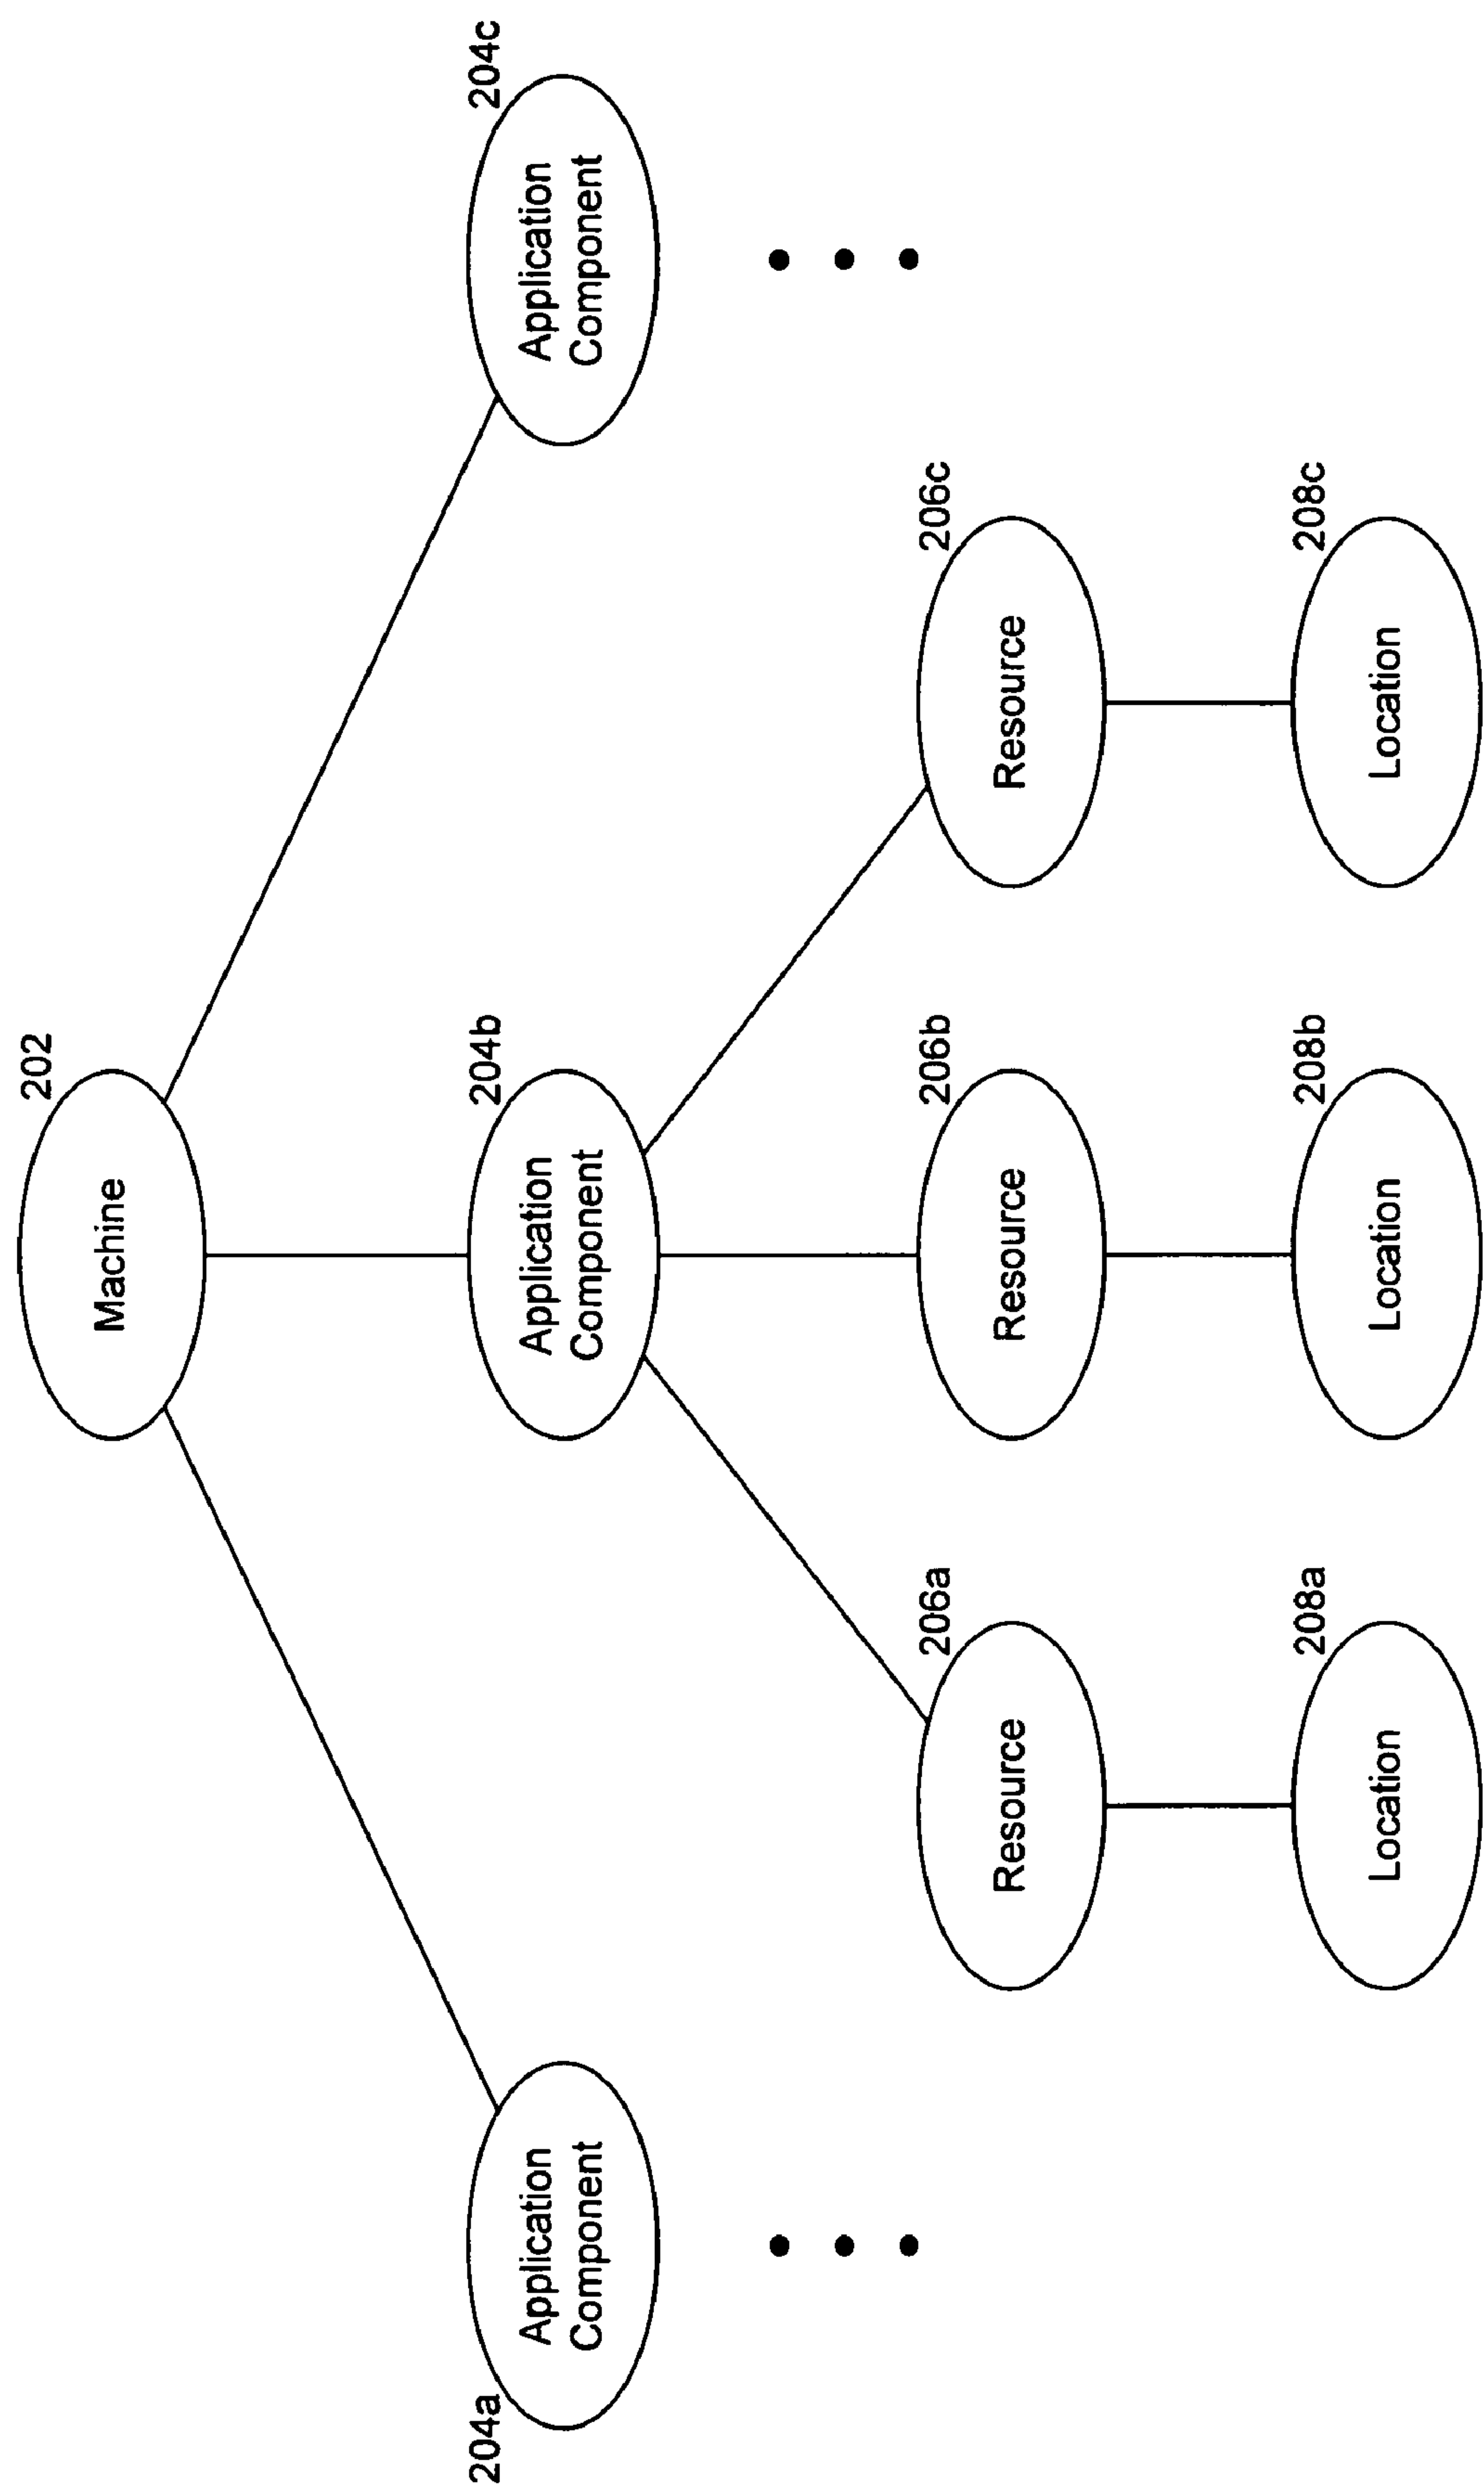 202
Machine
204a
Application
Component
204b
Application
Component
204c
Application
Component
206a
Resource
206b
Resource
206c
Resource
208a
Location
208b
Location
208c
Location